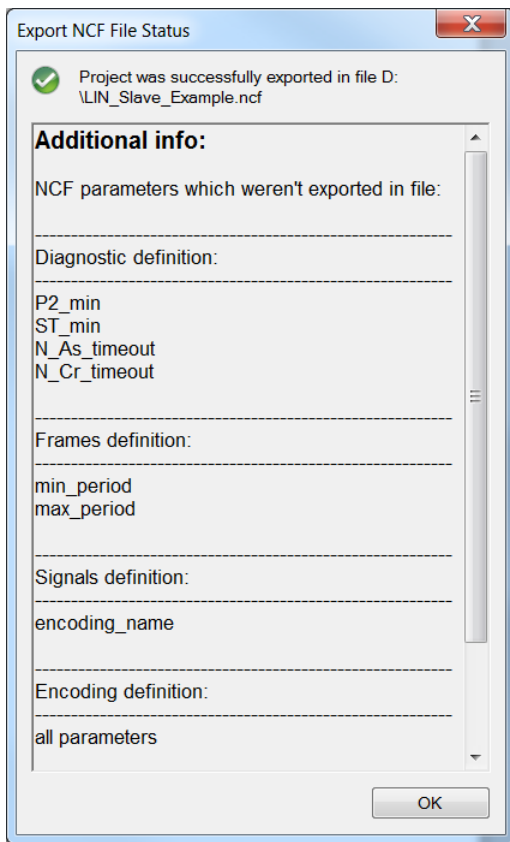 Export NCF File Status
Project was successfully exported in file D:
\LIN_Slave_Example.ncf
Additional info:
NCF parameters which weren't exported in file:
------------------------------------------------------------
Diagnostic definition:
------------------------------------------------------------
P2_min
ST_min
N_As_timeout
N_Cr_timeout
------------------------------------------------------------
Frames definition:
------------------------------------------------------------
min_period
max_period
------------------------------------------------------------
Signals definition:
------------------------------------------------------------
encoding_name
------------------------------------------------------------
Encoding definition:
------------------------------------------------------------
all parameters
OK